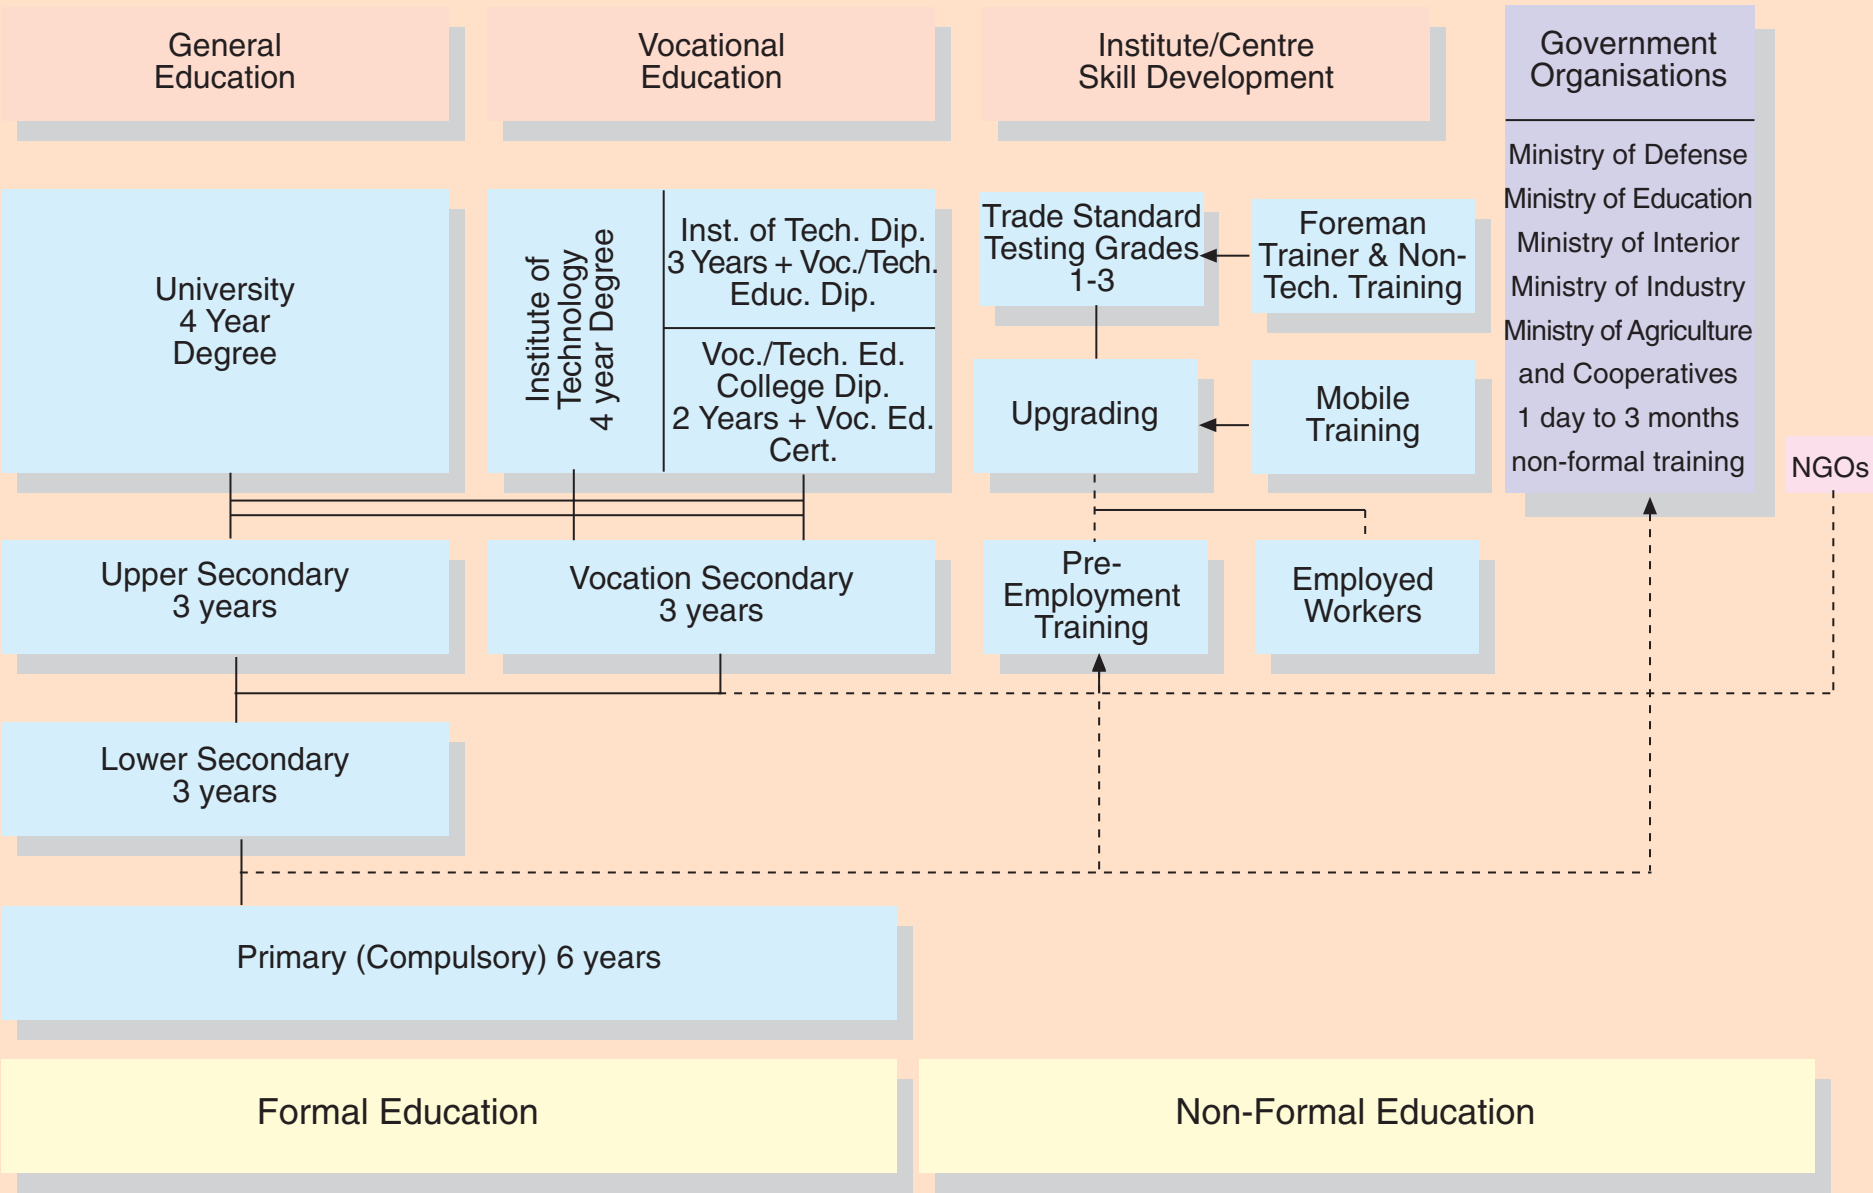 General
Education
Vocational
Education
Institute/Centre
Skill Development
Government
Organisations
Ministry of Defense
Ministry of Education
Ministry of Interior
Ministry of Industry
Ministry of Agriculture
and Cooperatives
1 day to 3 months
non-formal training
NGOs
University
4 Year
Degree
Institute of
Technology
4 year Degree
Inst. of Tech. Dip.
3 Years + Voc./Tech.
Educ. Dip.
Voc./Tech. Ed.
College Dip.
2 Years + Voc. Ed.
Cert.
Trade Standard
Testing Grades
1-3
Foreman
Trainer & Non-
Tech. Training
Upgrading
Mobile
Training
Upper Secondary
3 years
Vocation Secondary
3 years
Pre-
Employment
Training
Employed
Workers
Lower Secondary
3 years
Primary (Compulsory) 6 years
Formal Education
Non-Formal Education